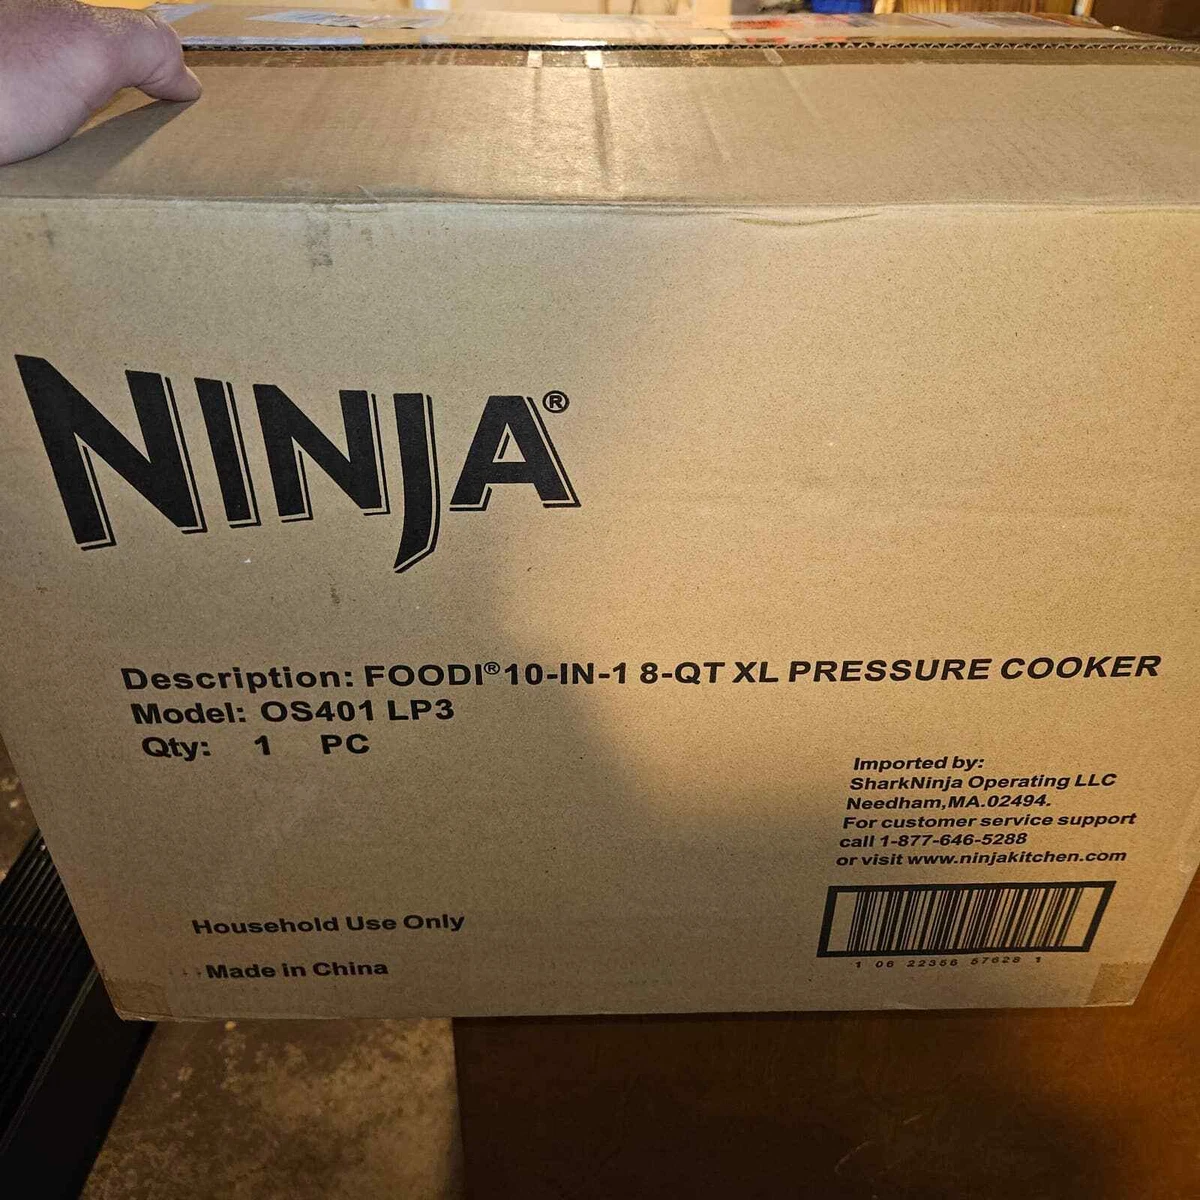 NINJA®
Description: FOODI® 10-IN-1 8-QT XL PRESSURE COOKER
Model: OS401 LP3
Qty: 1 PC
Imported by:
SharkNinja Operating LLC
Needham,MA.02494.
For customer service support
call 1-877-646-5288
or visit www.ninjakitchen.com
1 06 22356 57628 1
Household Use Only
Made in China